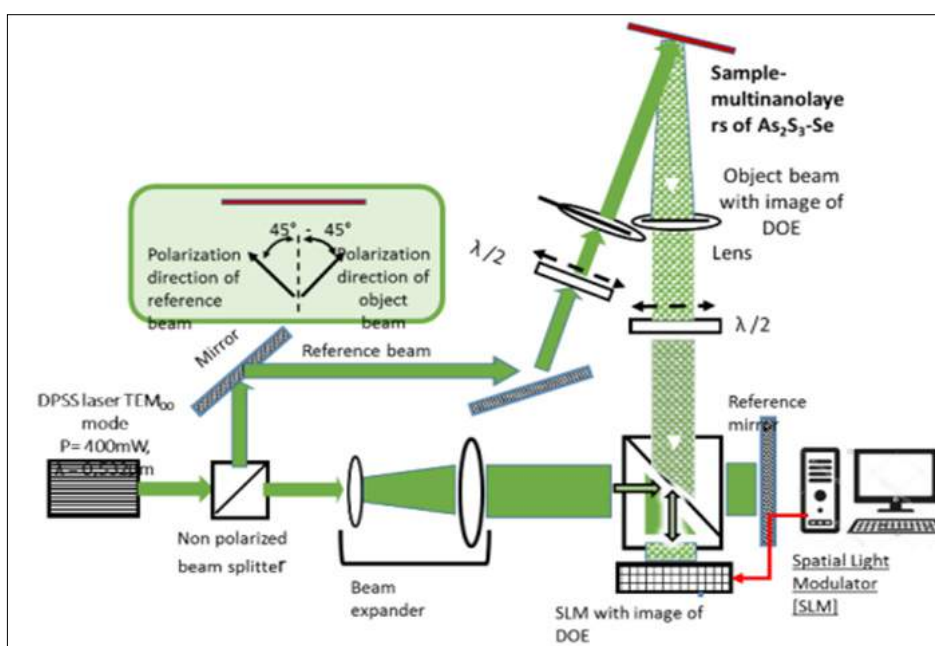 Sample-
multinanolaye
rs of As₂S₃-Se
Object beam
with image of
DOE
Lens
45° - 45°
Polarization
direction of
reference
beam
Polarization
direction of
object
beam
λ/2
λ/2
Mirror
Reference beam
DPSS laser TEM₀₀
mode
P= 400mW,
λ = 0,532μm
Reference
mirror
Non polarized
beam splitter
Beam
expander
SLM with image of
DOE
Spatial Light
Modulator
[SLM]